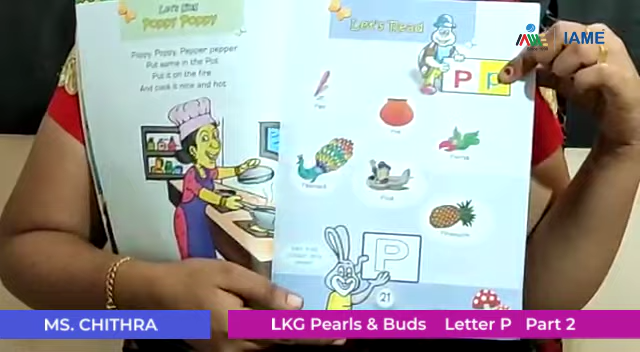 Let's Sing
POPPY POPPY
Poppy Poppy, Pepper pepper
Put some in the Pot
Put it on the fire
And cook it nice and hot.
Let's Read
P p
Pen
Pot
Parrot
Peacock
Pineapple
P
21
IAME
MS. CHITHRA
LKG Pearls & Buds Letter P Part 2